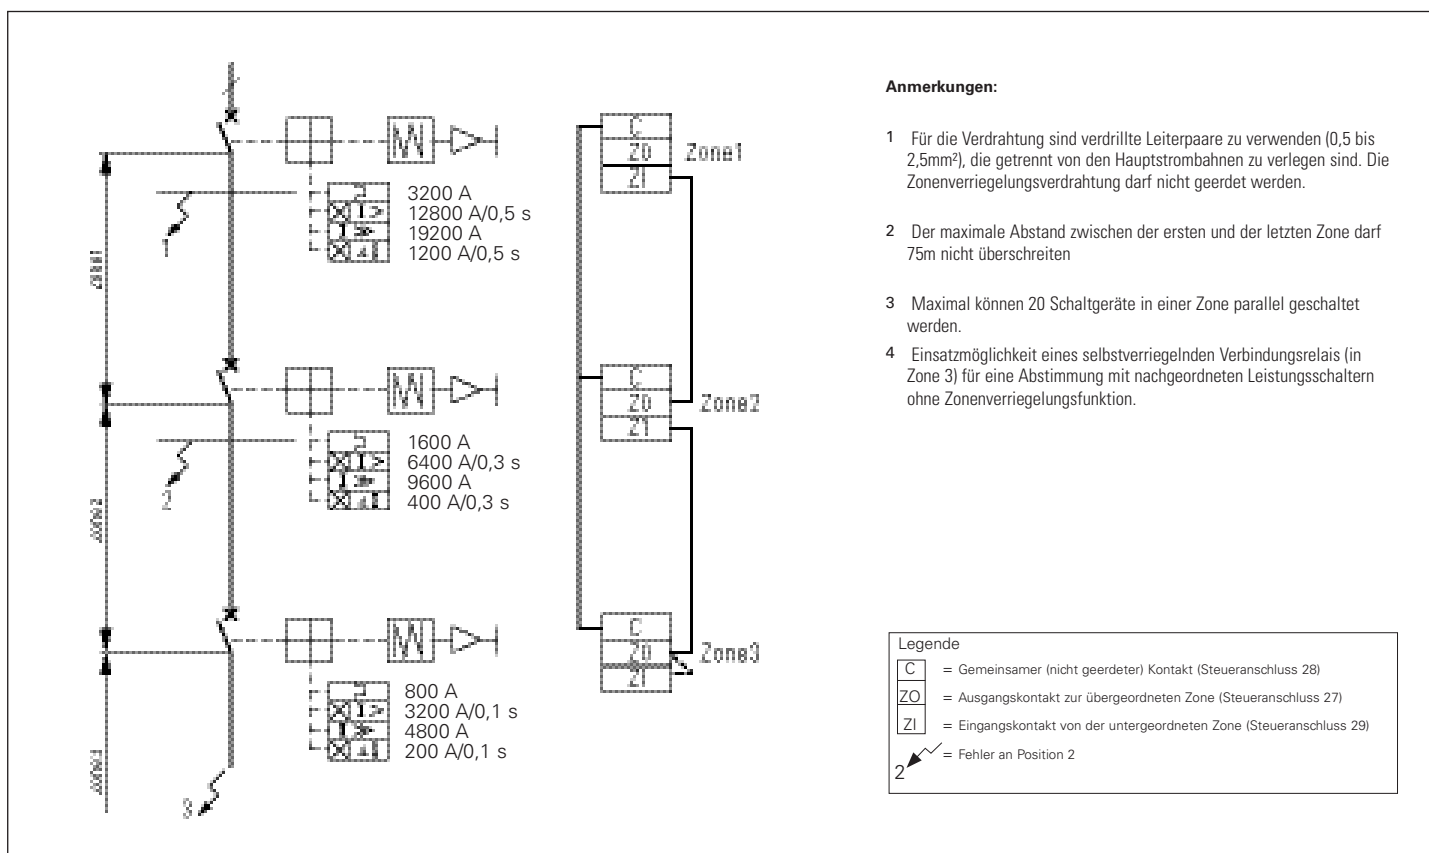 C
Z0
Z1
Zone1
3200 A
12800 A/0,5 s
19200 A
1200 A/0,5 s
1
C
Z0
Z1
Zone2
1600 A
6400 A/0,3 s
9600 A
400 A/0,3 s
2
C
Z0
Z1
Zone3
800 A
3200 A/0,1 s
4800 A
200 A/0,1 s
3
Anmerkungen:
1 Für die Verdrahtung sind verdrillte Leiterpaare zu verwenden (0,5 bis
2,5mm²), die getrennt von den Hauptstrombahnen zu verlegen sind. Die
Zonenverriegelungsverdrahtung darf nicht geerdet werden.
2 Der maximale Abstand zwischen der ersten und der letzten Zone darf
75m nicht überschreiten
3 Maximal können 20 Schaltgeräte in einer Zone parallel geschaltet
werden.
4 Einsatzmöglichkeit eines selbstverriegelnden Verbindungsrelais (in
Zone 3) für eine Abstimmung mit nachgeordneten Leistungsschaltern
ohne Zonenverriegelungsfunktion.
Legende
C = Gemeinsamer (nicht geerdeter) Kontakt (Steueranschluss 28)
ZO = Ausgangskontakt zur übergeordneten Zone (Steueranschluss 27)
ZI = Eingangskontakt von der untergeordneten Zone (Steueranschluss 29)
2 = Fehler an Position 2